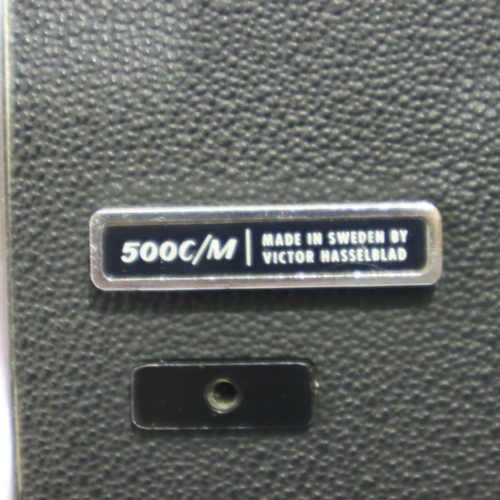 500C/M | MADE IN SWEDEN BY
VICTOR HASSELBLAD